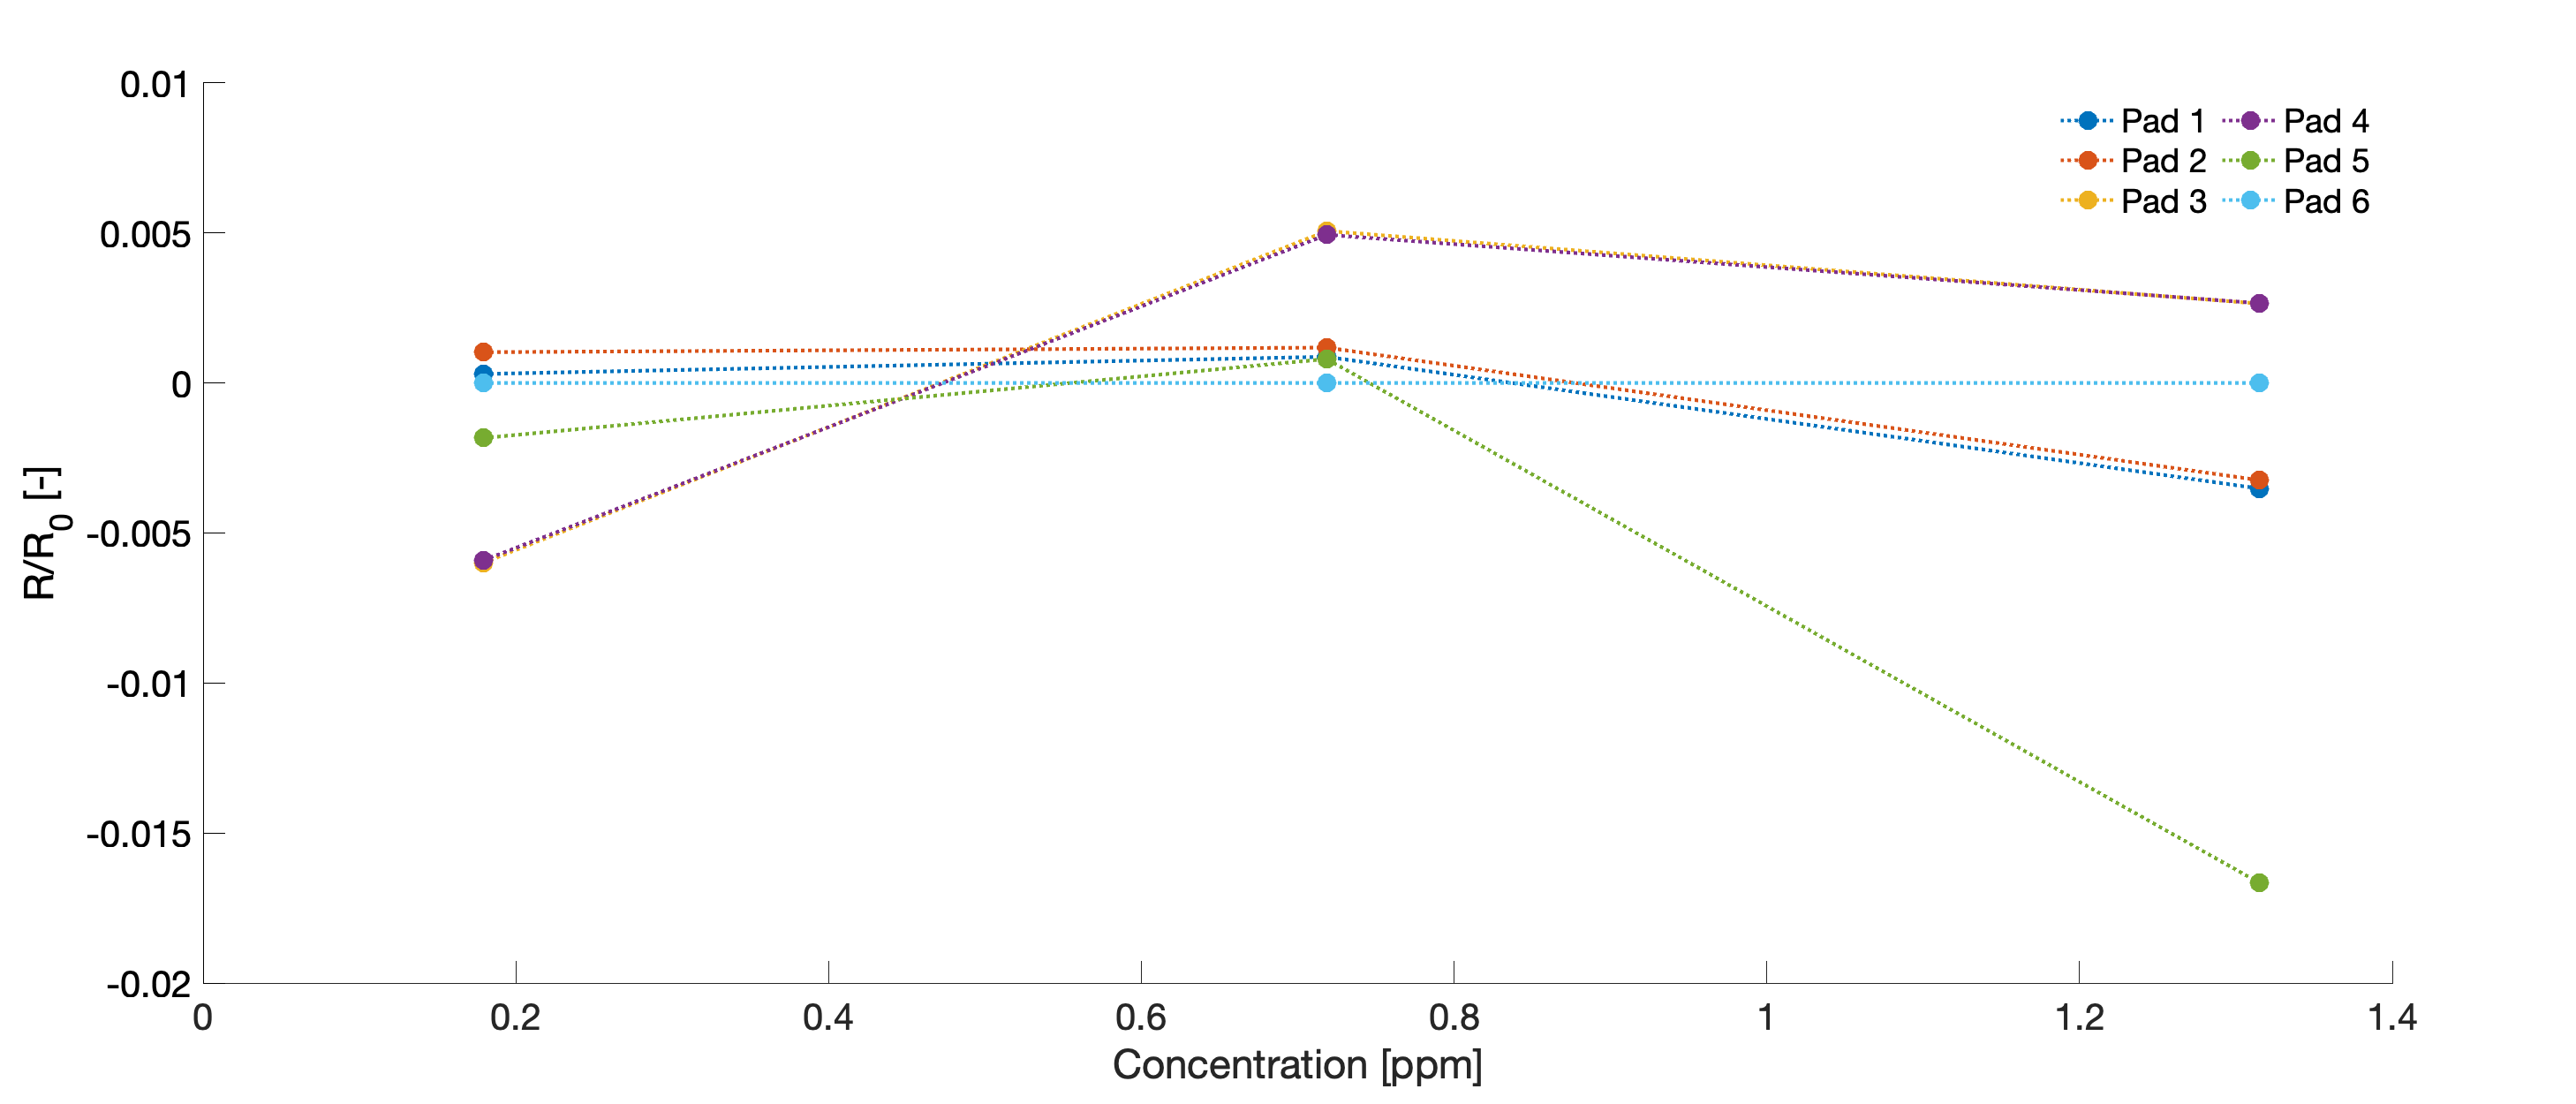 0.01
0.005
0
-0.005
-0.01
-0.015
-0.02
R/R0 [-]
Pad 1 Pad 4
Pad 2 Pad 5
Pad 3 Pad 6
0 0.2 0.4 0.6 0.8 1 1.2 1.4
Concentration [ppm]